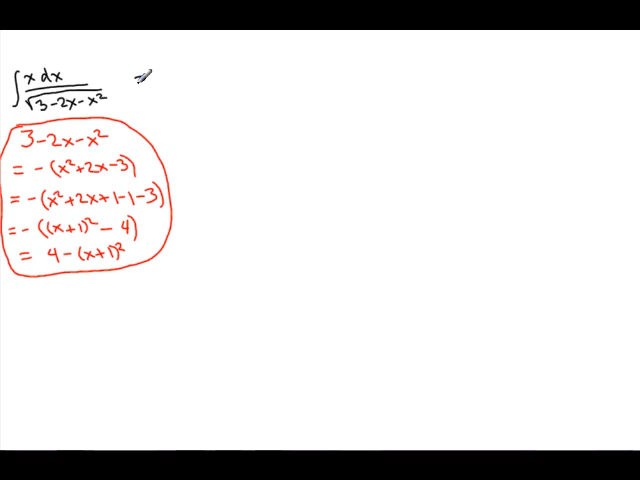 ∫ x dx / √(3-2x-x²) =
3-2x-x²
= -(x²+2x-3)
= -(x²+2x+1-1-3)
= -((x+1)²-4)
= 4-(x+1)²